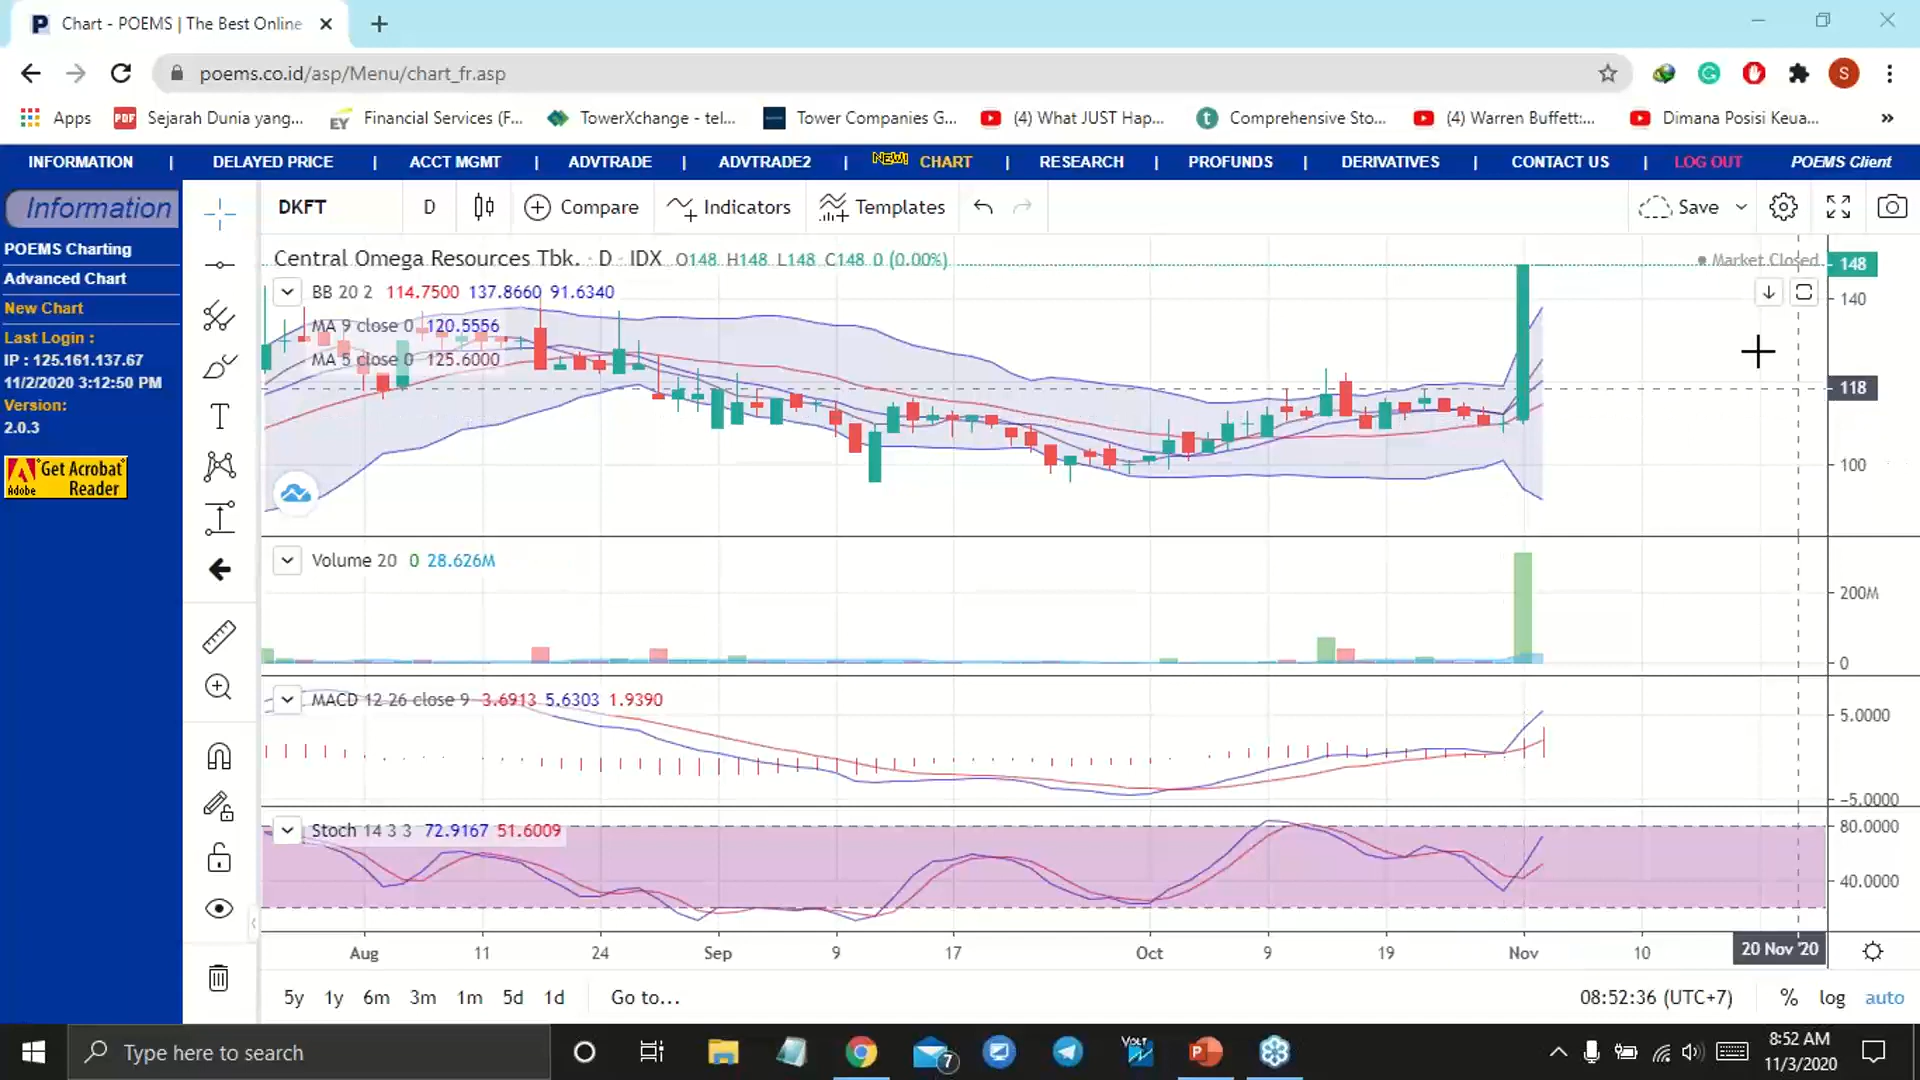 Chart - POEMS | The Best Online
poems.co.id/asp/Menu/chart_fr.asp
S
Apps
PDF Sejarah Dunia yang...
EY Financial Services (F...
TowerXchange - tel...
Tower Companies G...
(4) What JUST Hap...
t Comprehensive Sto...
(4) Warren Buffett:...
Dimana Posisi Keua...
»
INFORMATION | DELAYED PRICE | ACCT MGMT | ADVTRADE | ADVTRADE2 | NEW! CHART | RESEARCH | PROFUNDS | DERIVATIVES | CONTACT US | LOG OUT POEMS Client
Information
POEMS Charting
Advanced Chart
New Chart
Last Login :
IP : 125.161.137.67
11/2/2020 3:12:50 PM
Version:
2.0.3
Get Acrobat
Adobe Reader
DKFT D Compare Indicators Templates Save
Central Omega Resources Tbk. · D · IDX O148 H148 L148 C148 0 (0.00%)
Market Closed
BB 20 2 114.7500 137.8660 91.6340
MA 9 close 0 120.5556
MA 5 close 0 125.6000
148
140
118
100
Volume 20 0 28.626M
200M
0
MACD 12 26 close 9 3.6913 5.6303 1.9390
5.0000
−5.0000
Stoch 14 3 3 72.9167 51.6009
80.0000
40.0000
Aug 11 24 Sep 9 17 Oct 9 19 Nov 10 20 Nov '20
5y 1y 6m 3m 1m 5d 1d Go to...
08:52:36 (UTC+7) % log auto
Type here to search
7
VOLT
8:52 AM
11/3/2020